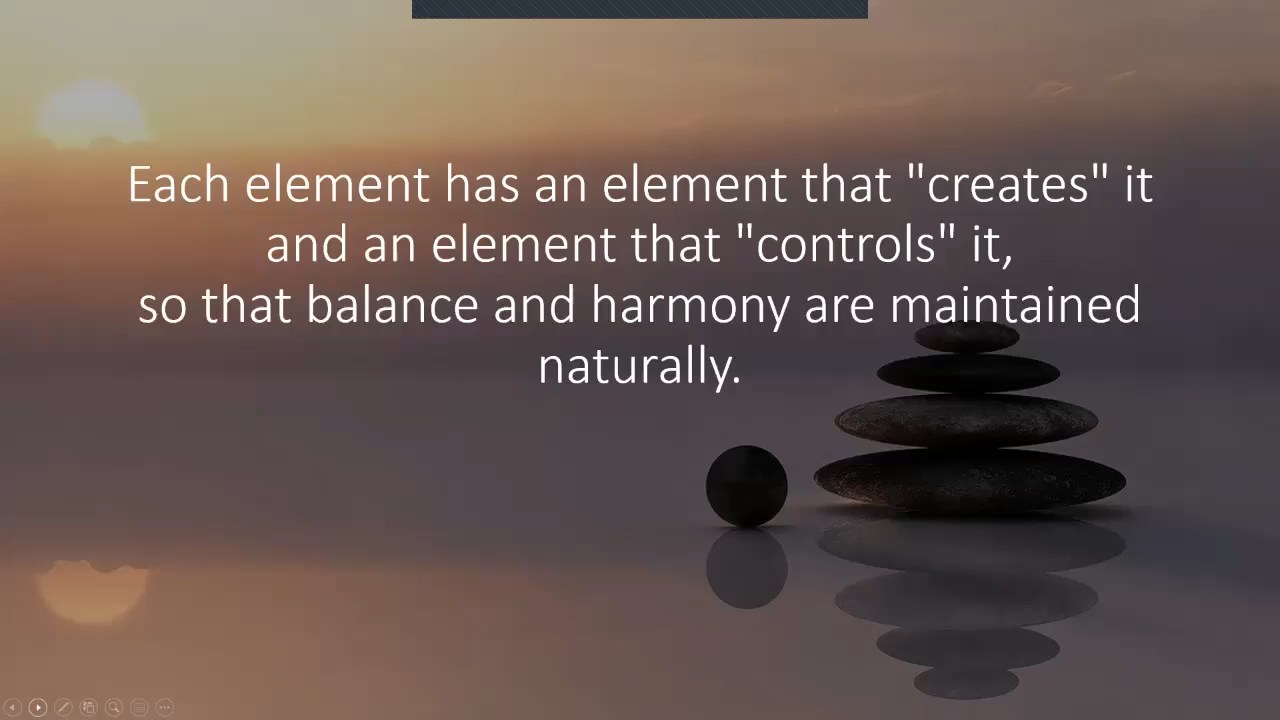 Each element has an element that "creates" it
and an element that "controls" it,
so that balance and harmony are maintained
naturally.